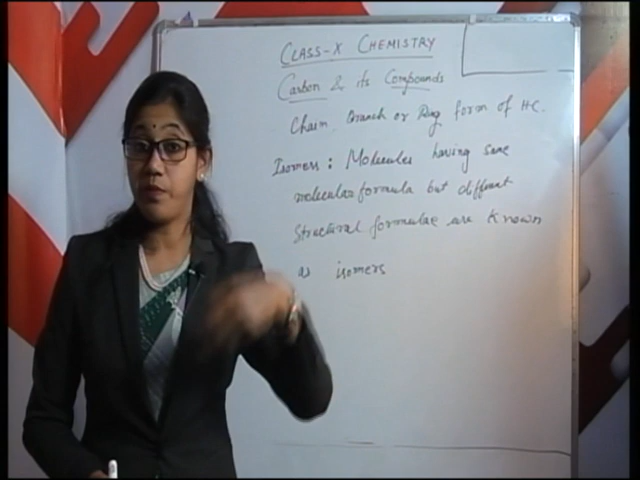 CLASS-X CHEMISTRY
Carbon & its Compounds
Chain, Branch or Ring form of H.C.
Isomers: Molecules having same
molecular formula but different
structural formulae are known
as isomers